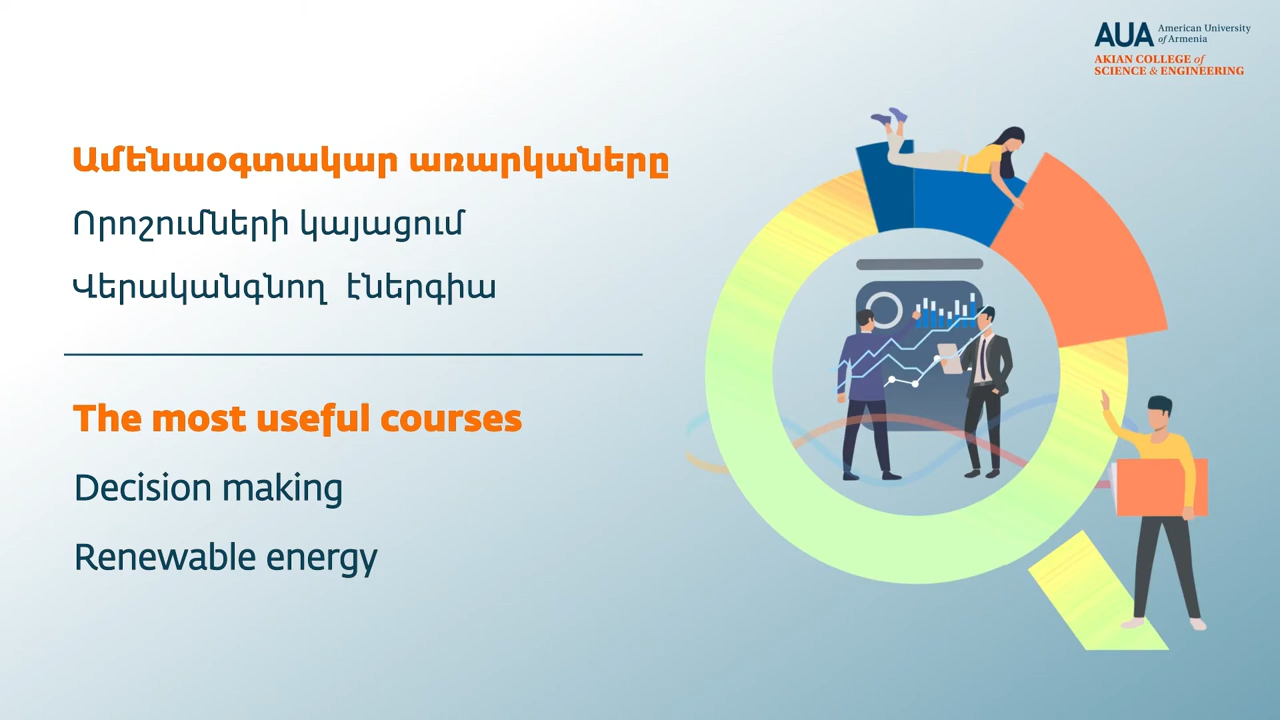 AUA American University
of Armenia
AKIAN COLLEGE of
SCIENCE & ENGINEERING
Ամենաօգտակար առարկաները
Որոշումների կայացում
Վերականգնող էներգիա
The most useful courses
Decision making
Renewable energy